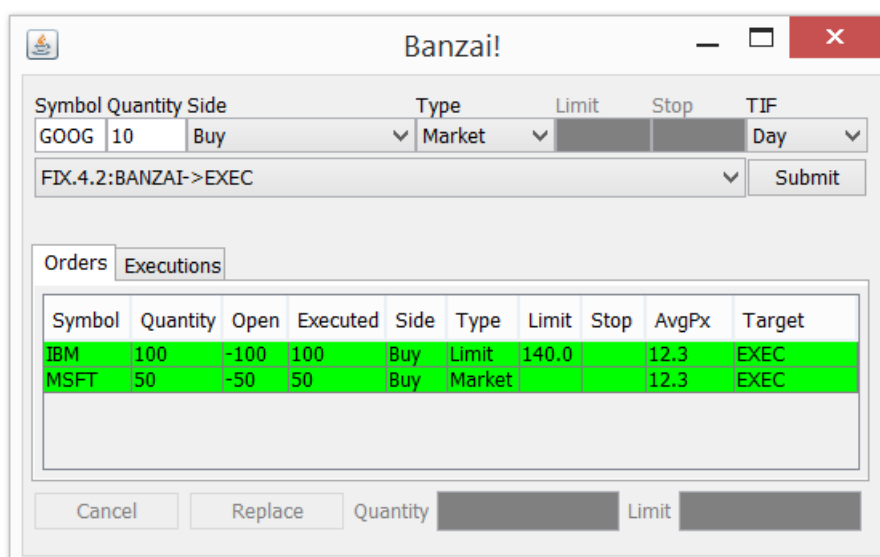 Banzai!
Symbol Quantity Side Type Limit Stop TIF
GOOG 10 Buy Market Day
FIX.4.2:BANZAI->EXEC Submit
Orders Executions
Symbol Quantity Open Executed Side Type Limit Stop AvgPx Target
IBM 100 -100 100 Buy Limit 140.0 12.3 EXEC
MSFT 50 -50 50 Buy Market 12.3 EXEC
Cancel Replace Quantity Limit